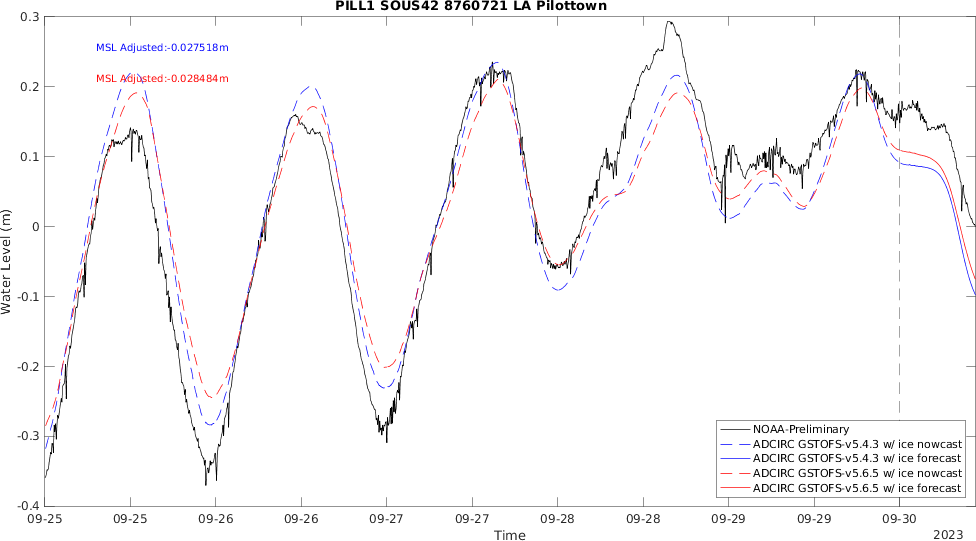 PILL1 SOUS42 8760721 LA Pilottown
MSL Adjusted:-0.027518m
MSL Adjusted:-0.028484m
Water Level (m)
0.3
0.2
0.1
0
-0.1
-0.2
-0.3
-0.4
NOAA-Preliminary
ADCIRC GSTOFS-v5.4.3 w/ ice nowcast
ADCIRC GSTOFS-v5.4.3 w/ ice forecast
ADCIRC GSTOFS-v5.6.5 w/ ice nowcast
ADCIRC GSTOFS-v5.6.5 w/ ice forecast
09-25 09-25 09-26 09-26 09-27 09-27 09-28 09-28 09-29 09-29 09-30
Time
2023